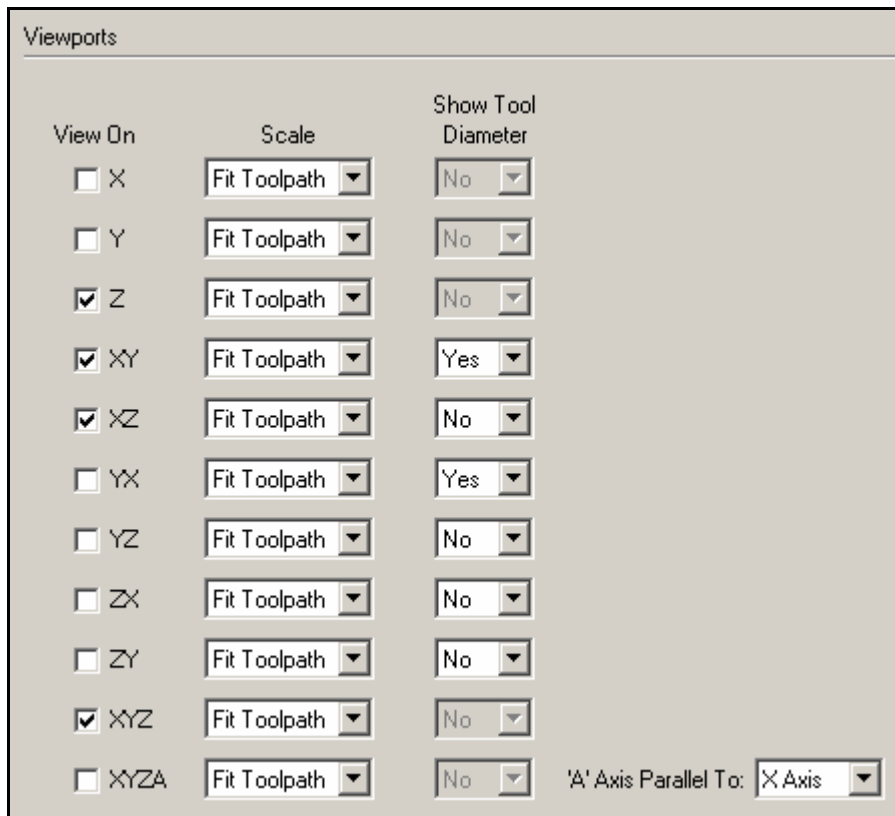 Viewports
Show Tool
View On Scale Diameter
X Fit Toolpath No
Y Fit Toolpath No
Z Fit Toolpath No
XY Fit Toolpath Yes
XZ Fit Toolpath No
YX Fit Toolpath Yes
YZ Fit Toolpath No
ZX Fit Toolpath No
ZY Fit Toolpath No
XYZ Fit Toolpath No
XYZA Fit Toolpath No 'A' Axis Parallel To: X Axis